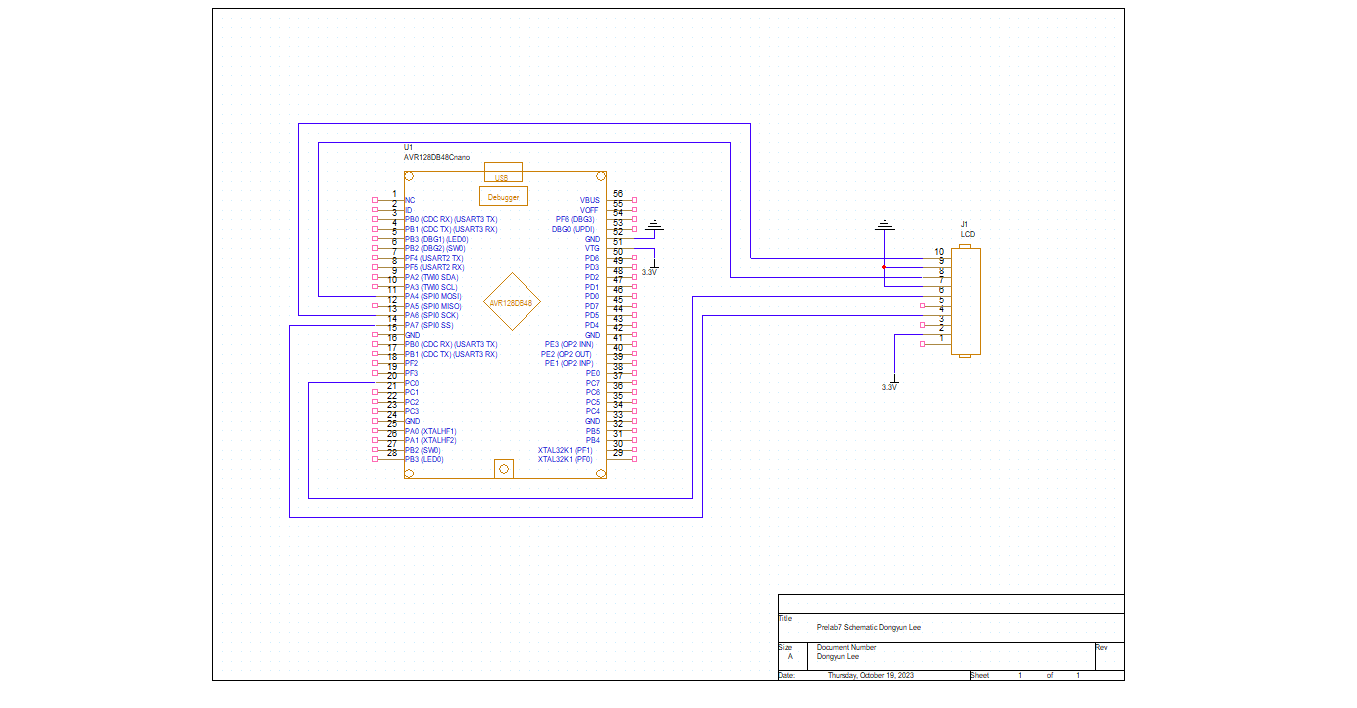 U1
AVR128DB48Cnano
USB
Debugger
AVR128DB48
1 NC
2 ID
3 PB0 (CDC RX) (USART3 TX)
4 PB1 (CDC TX) (USART3 RX)
5 PB3 (DBG1) (LED0)
6 PB2 (DBG2) (SW0)
7 PF4 (USART2 TX)
8 PF5 (USART2 RX)
9 PA2 (TWI0 SDA)
10 PA3 (TWI0 SCL)
11 PA4 (SPI0 MOSI)
12 PA5 (SPI0 MISO)
13 PA6 (SPI0 SCK)
14 PA7 (SPI0 SS)
15 GND
16 PB0 (CDC RX) (USART3 TX)
17 PB1 (CDC TX) (USART3 RX)
18 PF2
19 PF3
20 PC0
21 PC1
22 PC2
23 PC3
24 GND
25 PA0 (XTALHF1)
26 PA1 (XTALHF2)
27 PB2 (SW0)
28 PB3 (LED0)
VBUS 56
VOFF 55
PF6 (DBG3) 54
DBG0 (UPDI) 53
GND 52
VTG 51
PD6 50
PD3 49
PD2 48
PD1 47
PD0 46
PD7 45
PD5 44
PD4 43
GND 42
PE3 (OP2 INN) 41
PE2 (OP2 OUT) 40
PE1 (OP2 INP) 39
PE0 38
PC7 37
PC6 36
PC5 35
PC4 34
GND 33
PB5 32
PB4 31
XTAL32K1 (PF1) 30
XTAL32K1 (PF0) 29
3.3V
J1
LCD
10
9
8
7
6
5
4
3
2
1
3.3V
Title
Prelab7 Schematic Dongyun Lee
Size Document Number Rev
A Dongyun Lee
Date: Thursday, October 19, 2023 Sheet 1 of 1